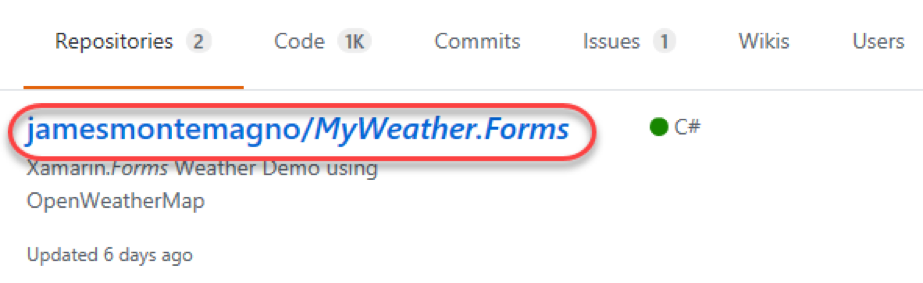 Repositories 2 Code 1K Commits Issues 1 Wikis Users
jamesmontemagno/MyWeather.Forms C#
Xamarin.Forms Weather Demo using
OpenWeatherMap
Updated 6 days ago